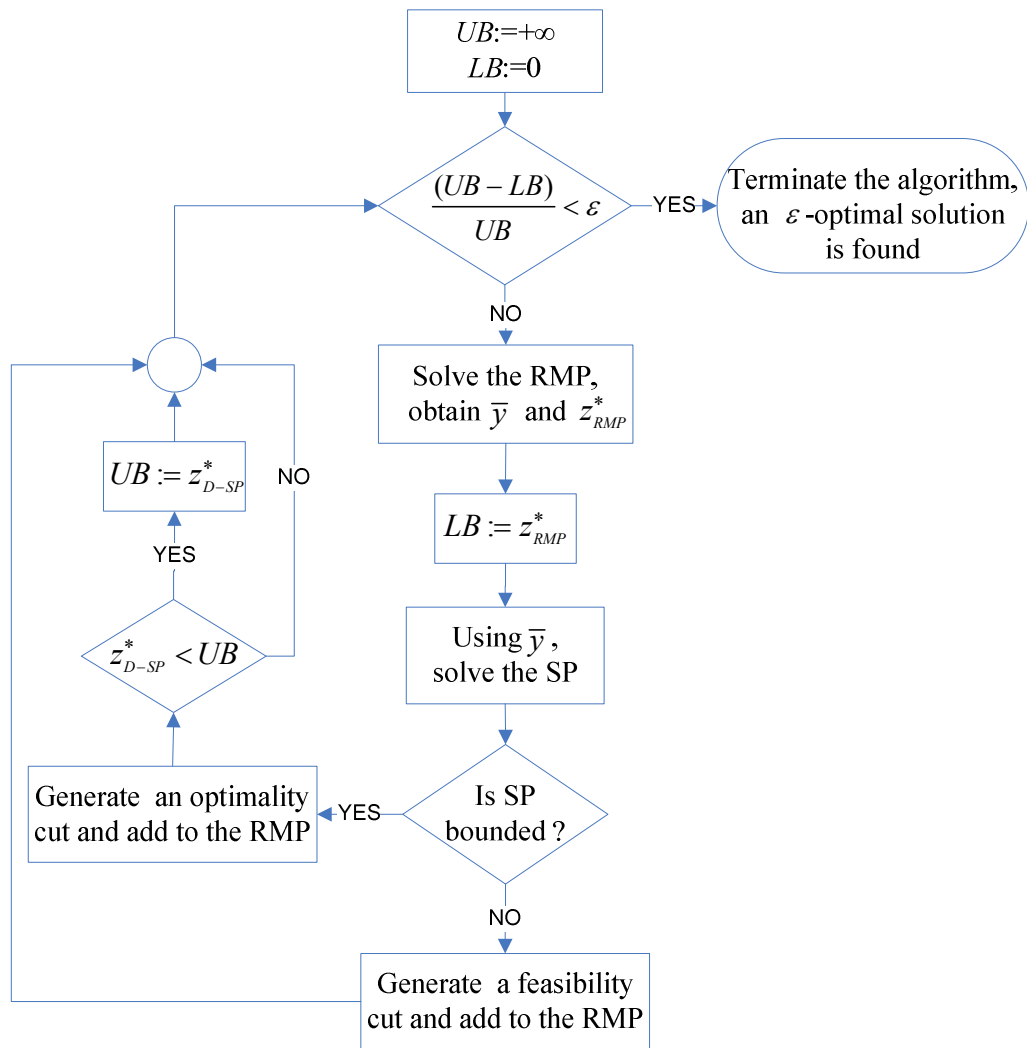 UB:=+∞
LB:=0
(UB – LB)
UB
< ε
YES
Terminate the algorithm,
an ε -optimal solution
is found
NO
Solve the RMP,
obtain y̅ and z*RMP
LB := z*RMP
Using y̅ ,
solve the SP
Is SP
bounded ?
YES
Generate an optimality
cut and add to the RMP
z*D–SP < UB
YES
UB := z*D–SP
NO
NO
Generate a feasibility
cut and add to the RMP